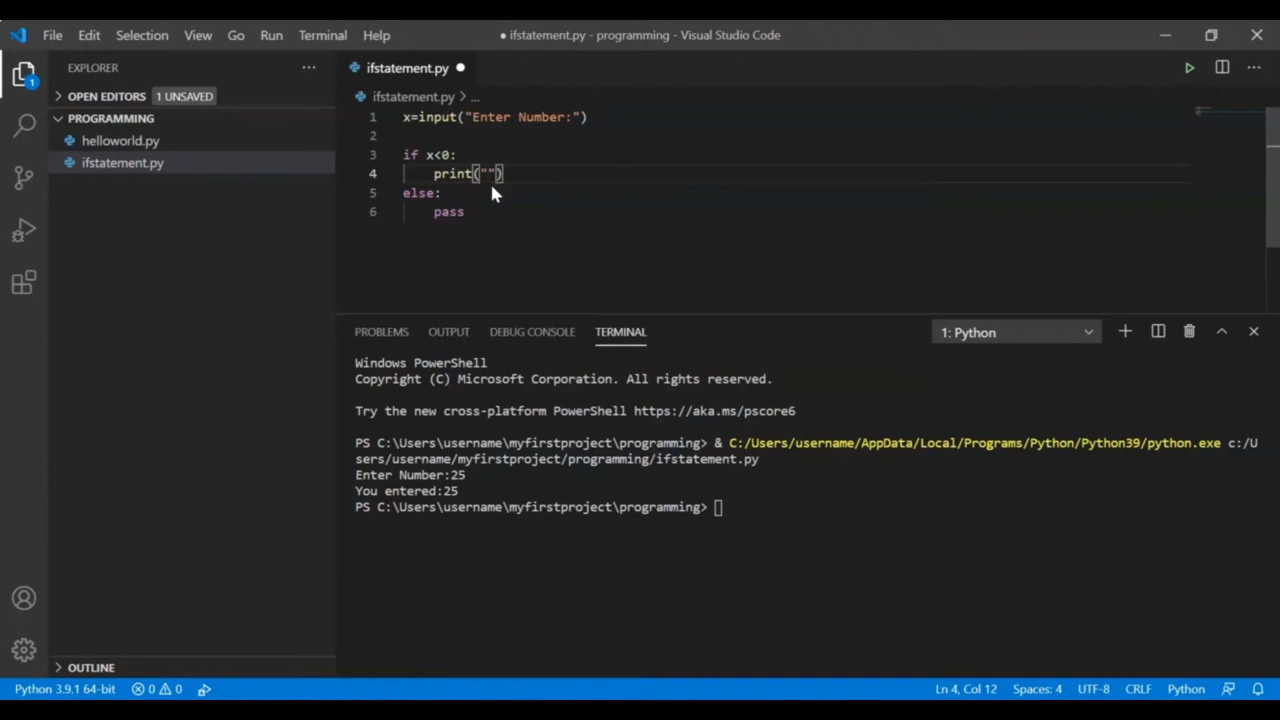 File Edit Selection View Go Run Terminal Help ● ifstatement.py - programming - Visual Studio Code
EXPLORER ···
1
OPEN EDITORS 1 UNSAVED
PROGRAMMING
helloworld.py
ifstatement.py
OUTLINE
ifstatement.py ●
ifstatement.py > ...
1 x=input("Enter Number:")
2
3 if x<0:
4 print("")
5 else:
6 pass
PROBLEMS OUTPUT DEBUG CONSOLE TERMINAL 1: Python
Windows PowerShell
Copyright (C) Microsoft Corporation. All rights reserved.
Try the new cross-platform PowerShell https://aka.ms/pscore6
PS C:\Users\username\myfirstproject\programming> & C:/Users/username/AppData/Local/Programs/Python/Python39/python.exe c:/U
sers/username/myfirstproject/programming/ifstatement.py
Enter Number:25
You entered:25
PS C:\Users\username\myfirstproject\programming>
Python 3.9.1 64-bit 0 0 Ln 4, Col 12 Spaces: 4 UTF-8 CRLF Python